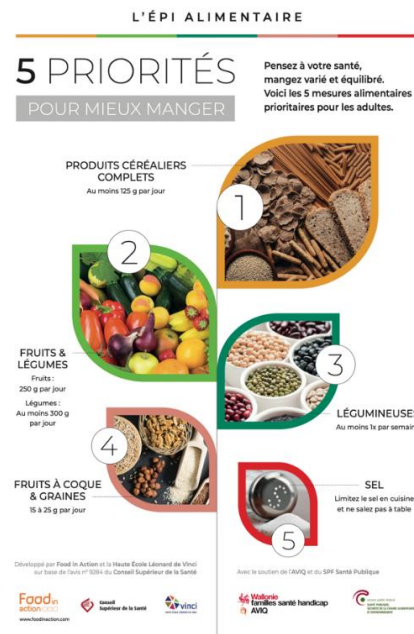 L'ÉPI ALIMENTAIRE
5 PRIORITÉS
POUR MIEUX MANGER
Pensez à votre santé,
mangez varié et équilibré.
Voici les 5 mesures alimentaires
prioritaires pour les adultes.
PRODUITS CÉRÉALIERS
COMPLETS
Au moins 125 g par jour
1
2
FRUITS &
LÉGUMES
Fruits :
250 g par jour
Légumes :
Au moins 300 g
par jour
3
LÉGUMINEUSES
Au moins 1x par semain
4
FRUITS À COQUE
& GRAINES
15 à 25 g par jour
SEL
Limitez le sel en cuisine
et ne salez pas à table
5
Développé par Food in Action et la Haute École Léonard de Vinci
sur base de l'avis n° 9284 du Conseil Supérieur de la Santé
Avec le soutien de l'AVIQ et du SPF Santé Publique
Food in
action
www.foodinaction.com
Conseil
Supérieur de la Santé
vinci
Wallonie
familles santé handicap
AVIQ